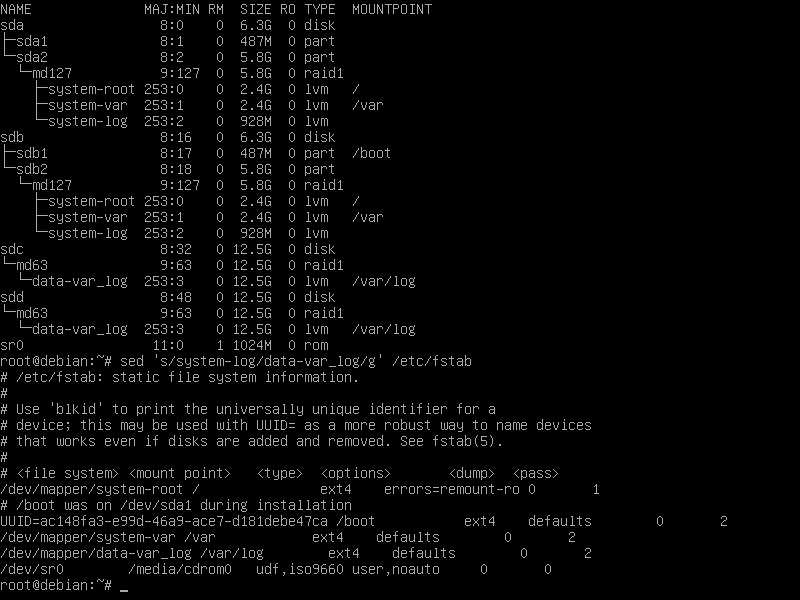 NAME              MAJ:MIN RM   SIZE RO TYPE  MOUNTPOINT
sda                 8:0    0   6.3G  0 disk
├─sda1              8:1    0   487M  0 part
└─sda2              8:2    0   5.8G  0 part
  └─md127           9:127  0   5.8G  0 raid1
    ├─system-root 253:0    0   2.4G  0 lvm   /
    ├─system-var  253:1    0   2.4G  0 lvm   /var
    └─system-log  253:2    0   928M  0 lvm
sdb                 8:16   0   6.3G  0 disk
├─sdb1              8:17   0   487M  0 part  /boot
└─sdb2              8:18   0   5.8G  0 part
  └─md127           9:127  0   5.8G  0 raid1
    ├─system-root 253:0    0   2.4G  0 lvm   /
    ├─system-var  253:1    0   2.4G  0 lvm   /var
    └─system-log  253:2    0   928M  0 lvm
sdc                 8:32   0  12.5G  0 disk
└─md63              9:63   0  12.5G  0 raid1
  └─data-var_log  253:3    0  12.5G  0 lvm   /var/log
sdd                 8:48   0  12.5G  0 disk
└─md63              9:63   0  12.5G  0 raid1
  └─data-var_log  253:3    0  12.5G  0 lvm   /var/log
sr0                11:0    1  1024M  0 rom
root@debian:~# sed 's/system-log/data-var_log/g' /etc/fstab
# /etc/fstab: static file system information.
#
# Use 'blkid' to print the universally unique identifier for a
# device; this may be used with UUID= as a more robust way to name devices
# that works even if disks are added and removed. See fstab(5).
#
# <file system> <mount point>   <type>  <options>       <dump>  <pass>
/dev/mapper/system-root /               ext4    errors=remount-ro 0       1
# /boot was on /dev/sda1 during installation
UUID=ac148fa3-e99d-46a9-ace7-d181debe47ca /boot           ext4    defaults        0       2
/dev/mapper/system-var /var            ext4    defaults        0       2
/dev/mapper/data-var_log /var/log        ext4    defaults        0       2
/dev/sr0        /media/cdrom0   udf,iso9660 user,noauto     0       0
root@debian:~# _